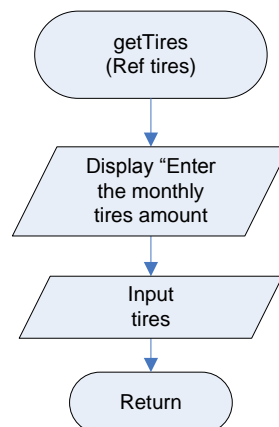 getTires
(Ref tires)
Display “Enter
the monthly
tires amount
Input
tires
Return